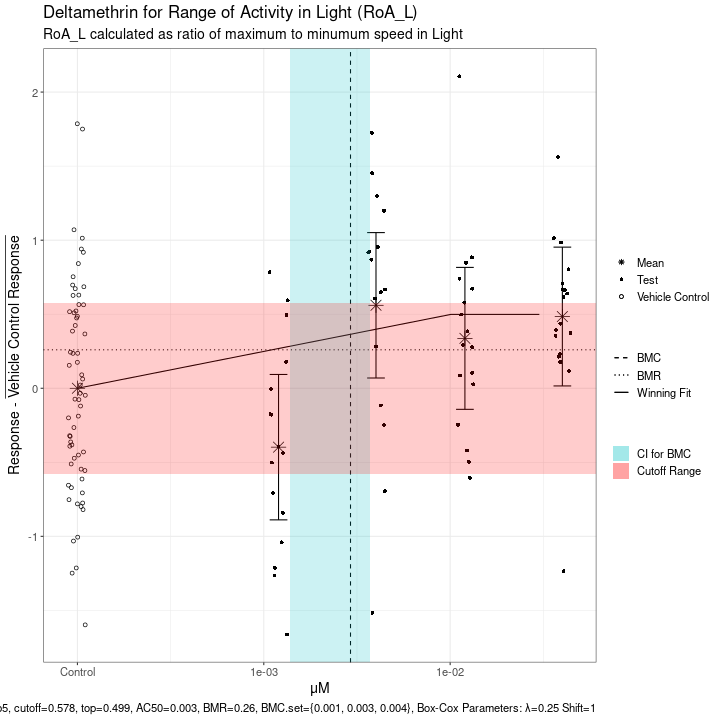 Deltamethrin for Range of Activity in Light (RoA_L)
RoA_L calculated as ratio of maximum to minumum speed in Light
Response - Vehicle Control Response
2
1
0
-1
Control
1e-03
1e-02
μM
Mean
Test
Vehicle Control
BMC
BMR
Winning Fit
CI for BMC
Cutoff Range
cutoff=0.578, top=0.499, AC50=0.003, BMR=0.26, BMC.set={0.001, 0.003, 0.004}, Box-Cox Parameters: λ=0.25 Shift=1